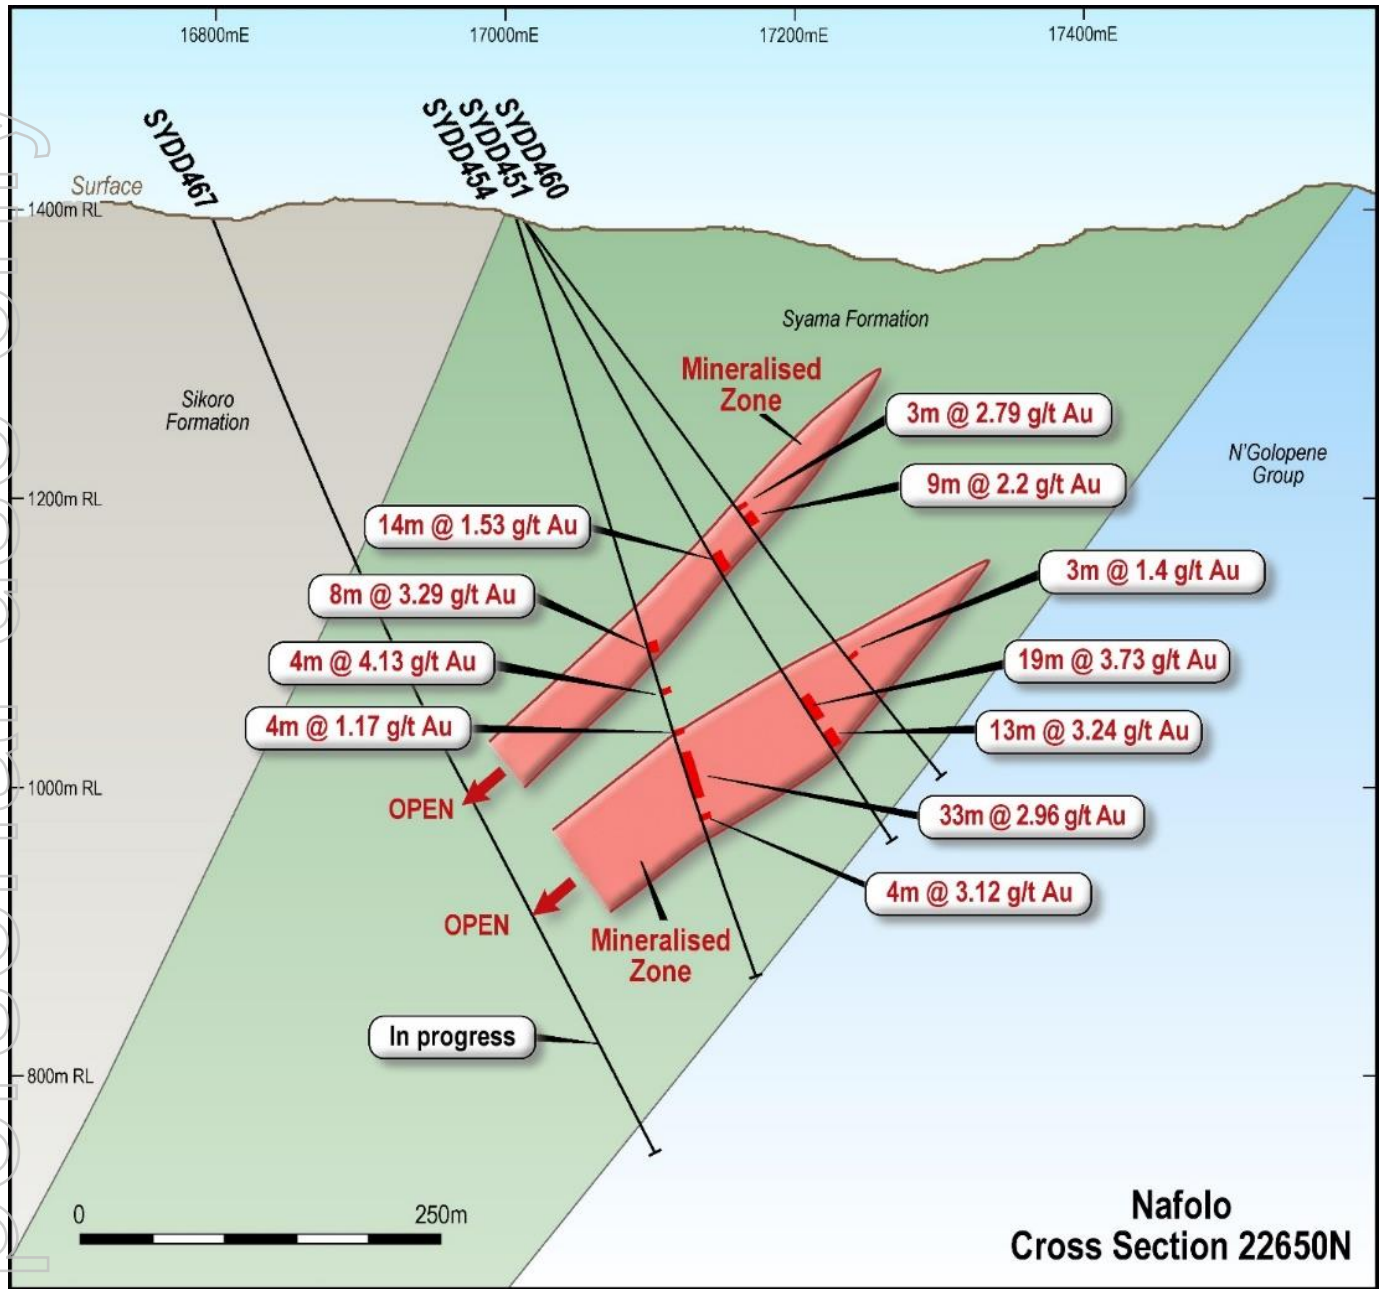 16800mE
17000mE
17200mE
17400mE
SYDD467
SYDD454
SYDD451
SYDD460
Surface
1400m RL
Syama Formation
Mineralised
Zone
Sikoro
Formation
3m @ 2.79 g/t Au
N'Golopene
Group
9m @ 2.2 g/t Au
1200m RL
14m @ 1.53 g/t Au
3m @ 1.4 g/t Au
8m @ 3.29 g/t Au
4m @ 4.13 g/t Au
19m @ 3.73 g/t Au
4m @ 1.17 g/t Au
13m @ 3.24 g/t Au
1000m RL
OPEN
33m @ 2.96 g/t Au
4m @ 3.12 g/t Au
OPEN
Mineralised
Zone
In progress
800m RL
0
250m
Nafolo
Cross Section 22650N